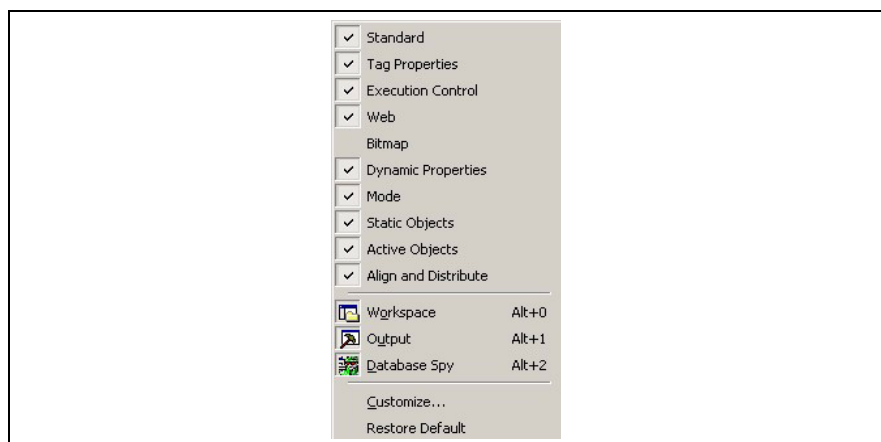 Standard
Tag Properties
Execution Control
Web
Bitmap
Dynamic Properties
Mode
Static Objects
Active Objects
Align and Distribute
Workspace Alt+0
Output Alt+1
Database Spy Alt+2
Customize...
Restore Default